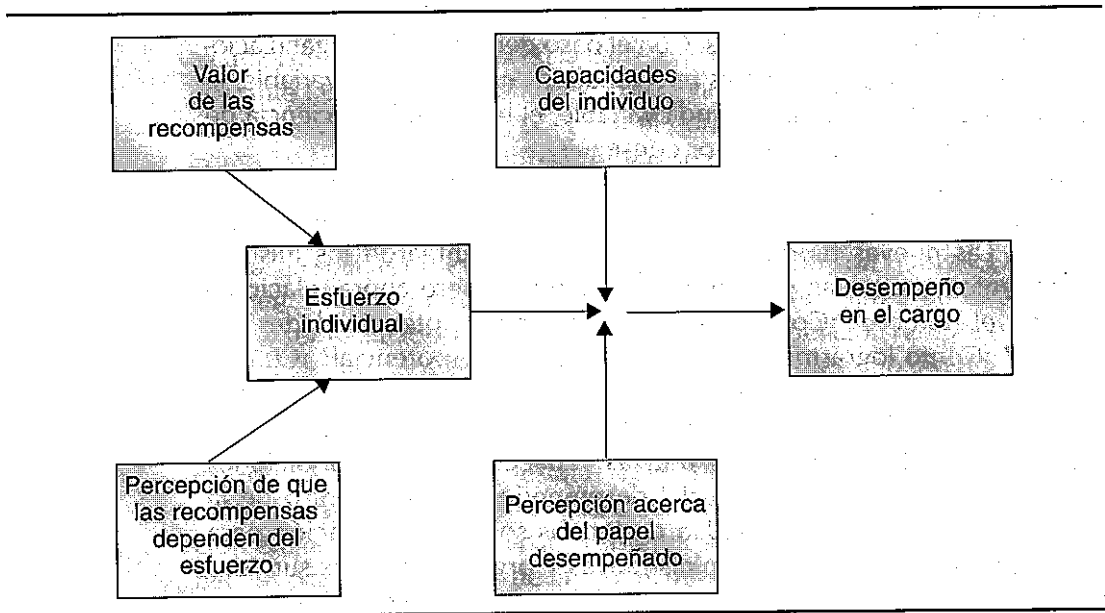 Valor
de las
recompensas
Capacidades
del individuo
Esfuerzo
individual
Desempeño
en el cargo
Percepción de que
las recompensas
dependen del
esfuerzo
Percepción acerca
del papel
desempeñado